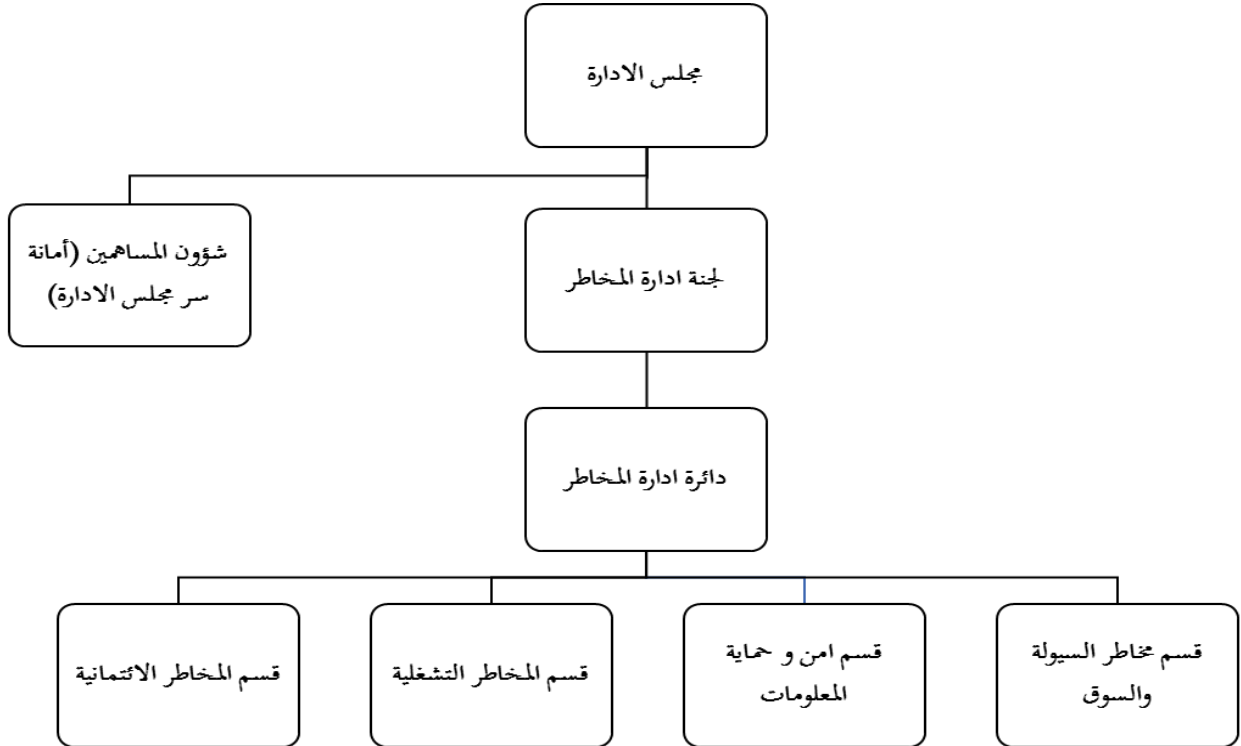 مجلس الادارة
شؤون المساهمين (أمانة
سر مجلس الادارة)
لجنة ادارة المخاطر
دائرة ادارة المخاطر
قسم مخاطر السيولة
والسوق
قسم امن و حماية
المعلومات
قسم المخاطر التشغلية
قسم المخاطر الائتمانية